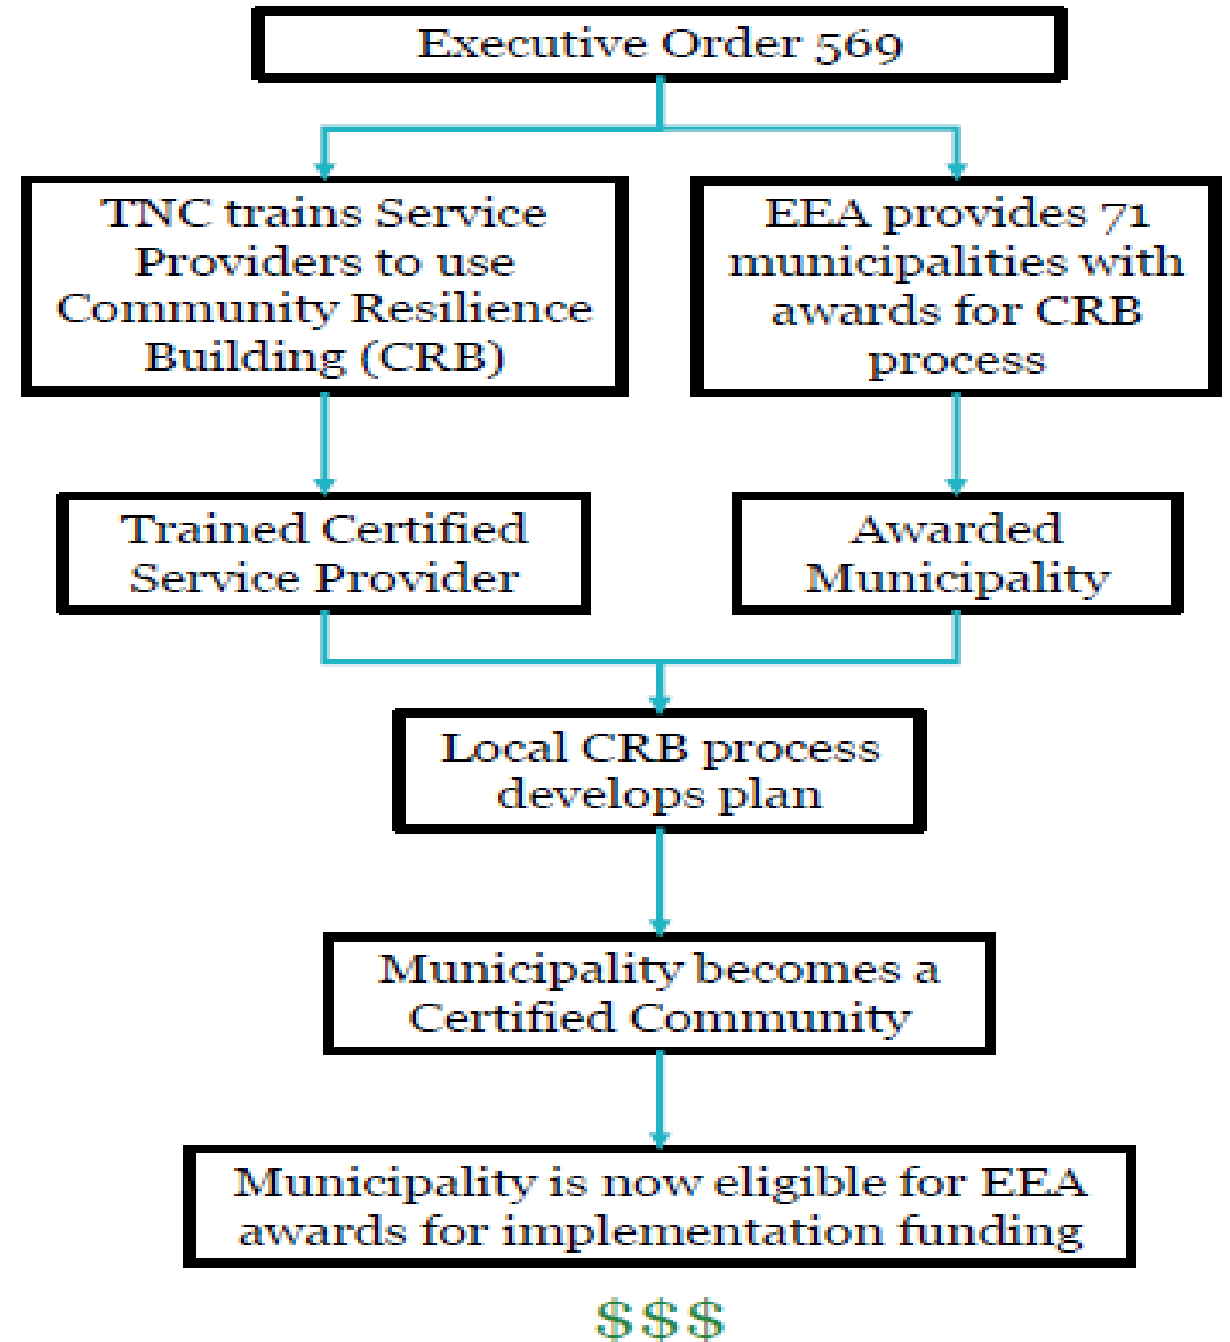 Executive Order 569
TNC trains Service
Providers to use
Community Resilience
Building (CRB)
EEA provides 71
municipalities with
awards for CRB
process
Trained Certified
Service Provider
Awarded
Municipality
Local CRB process
develops plan
Municipality becomes a
Certified Community
Municipality is now eligible for EEA
awards for implementation funding
$$$